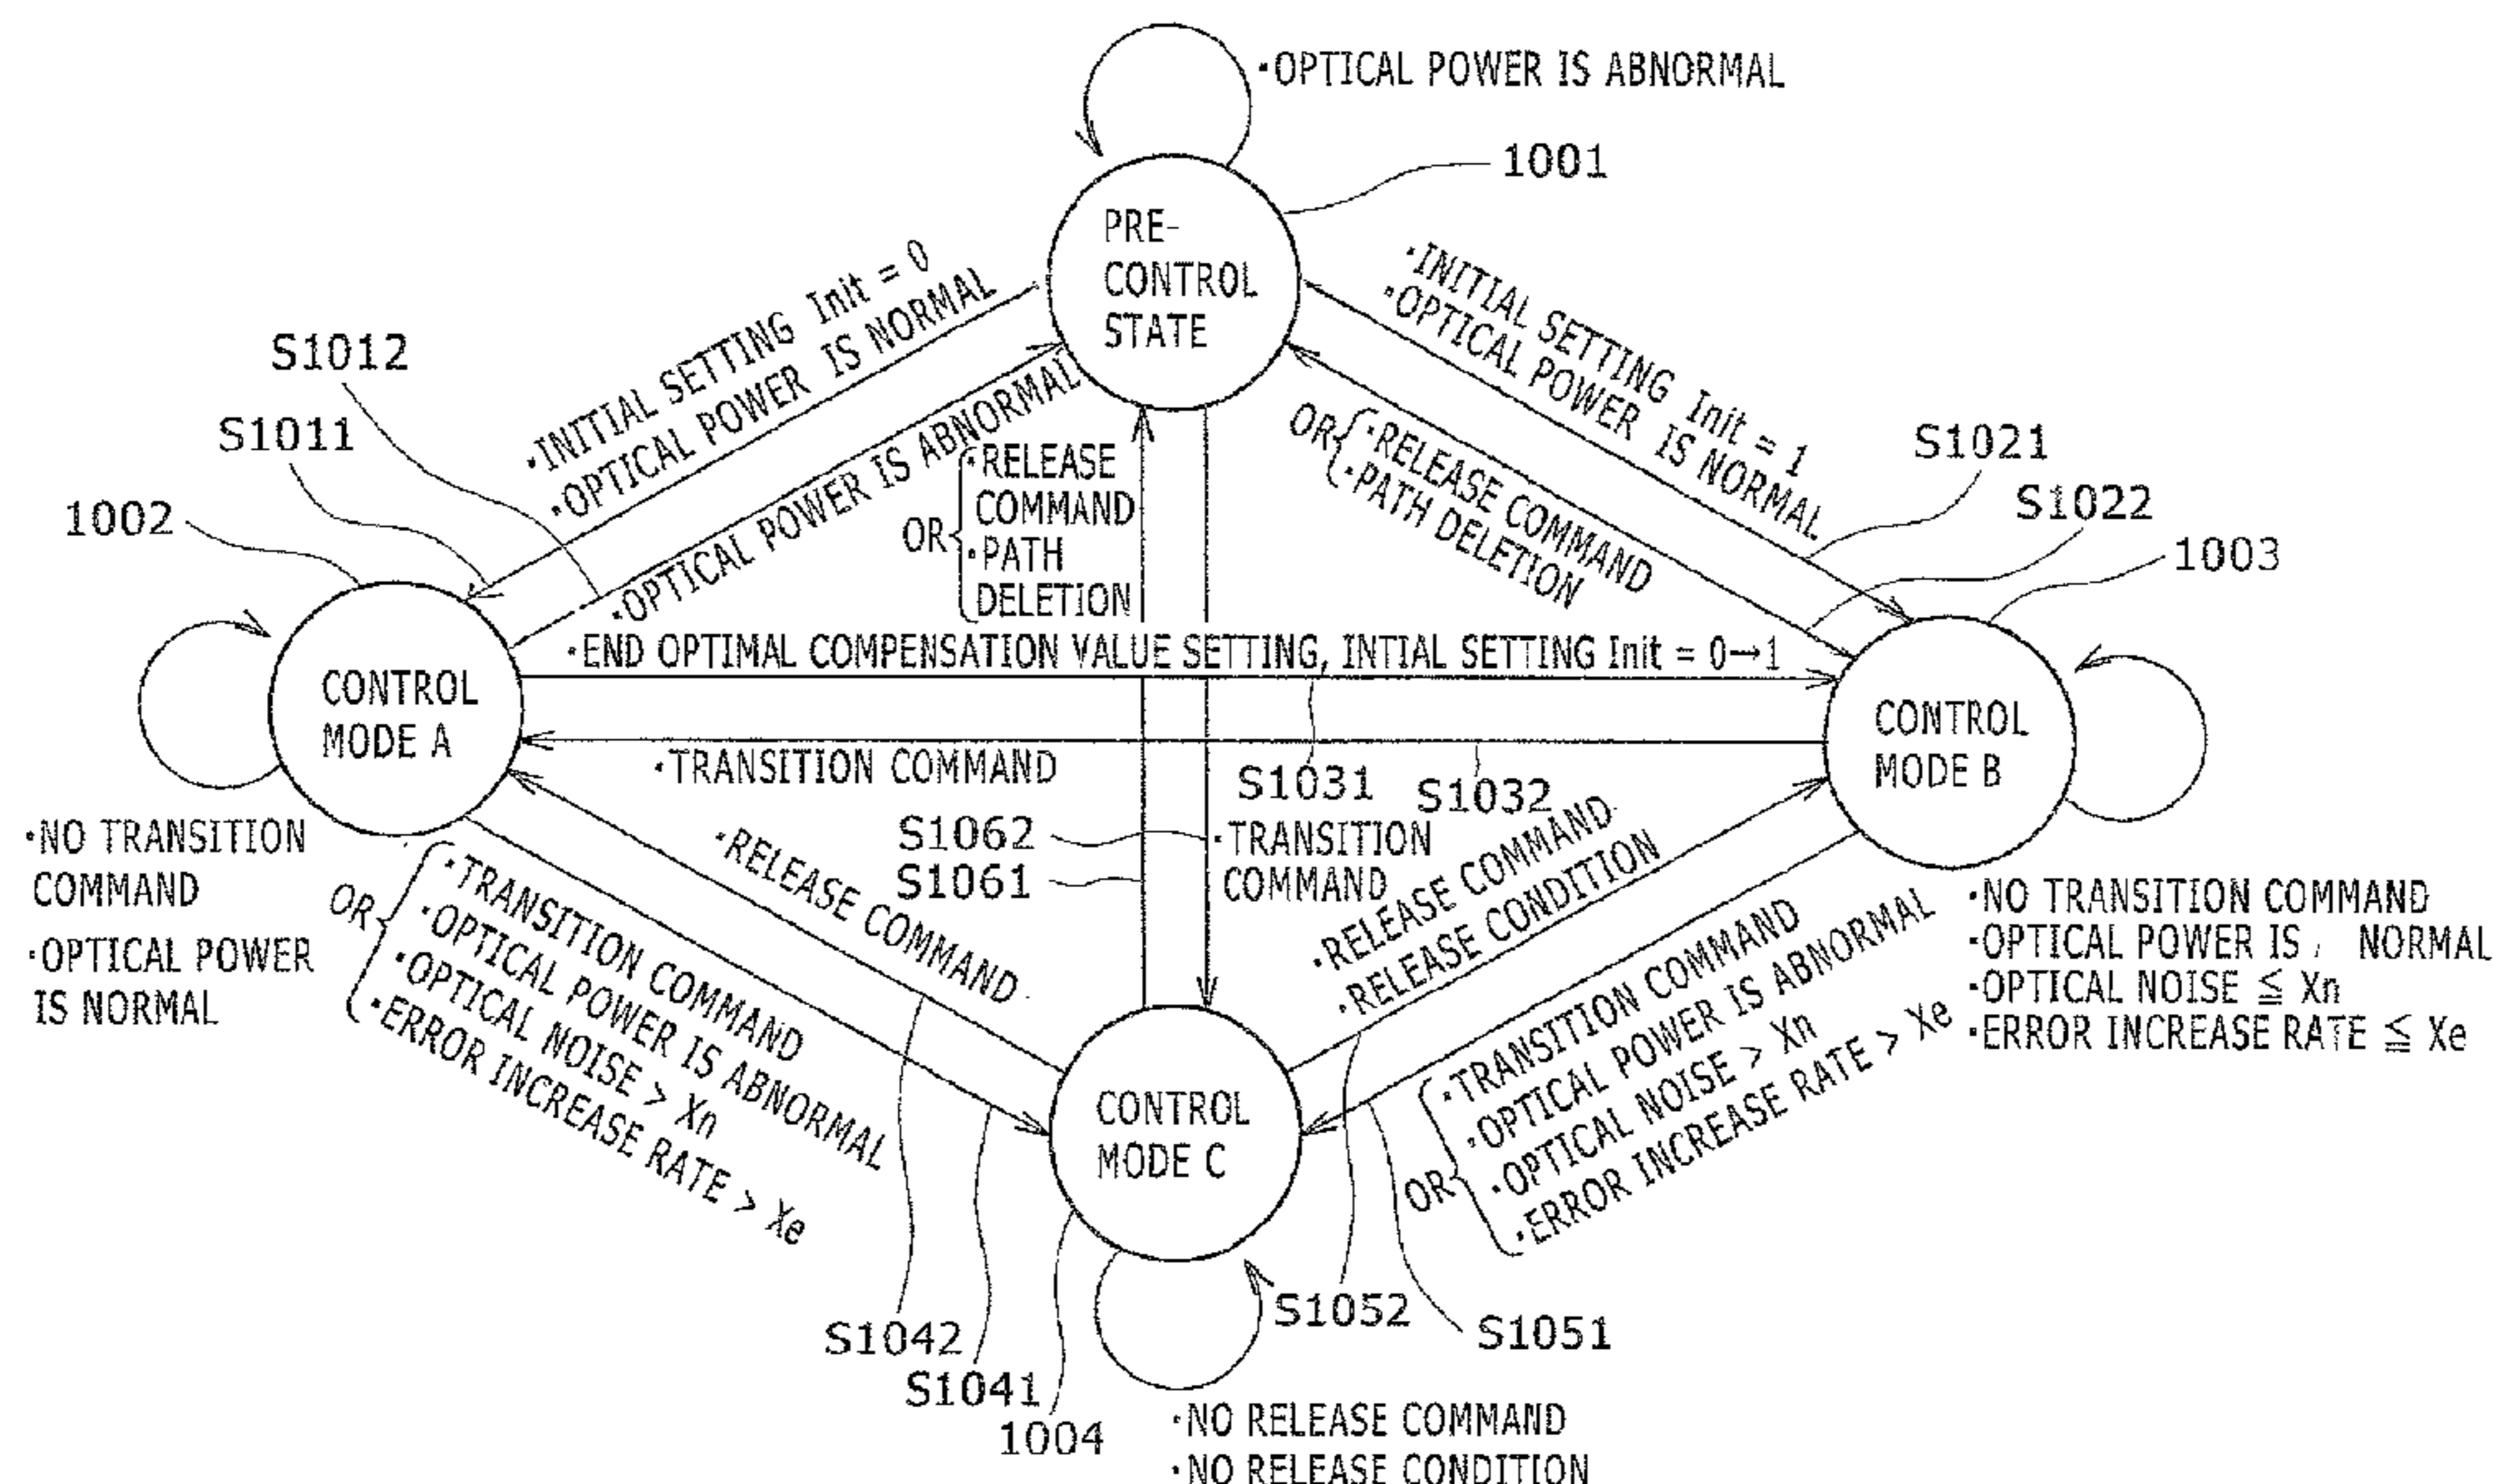 ·OPTICAL POWER IS ABNORMAL
1001
PRE-
CONTROL
STATE
·INITIAL SETTING Init = 0
·OPTICAL POWER IS NORMAL
·INITIAL SETTING Init = 1
·OPTICAL POWER IS NORMAL
S1012
S1011
1002
·OPTICAL POWER IS ABNORMAL
OR
·RELEASE
COMMAND
·PATH
DELETION
OR
·RELEASE COMMAND
·PATH DELETION
S1021
S1022
1003
·END OPTIMAL COMPENSATION VALUE SETTING, INTIAL SETTING Init = 0→1
CONTROL
MODE A
CONTROL
MODE B
·TRANSITION COMMAND
S1031
S1032
S1062
S1061
·TRANSITION
COMMAND
·NO TRANSITION
COMMAND
·OPTICAL POWER
IS NORMAL
OR
·TRANSITION COMMAND
·OPTICAL POWER IS ABNORMAL
·OPTICAL NOISE > Xn
·ERROR INCREASE RATE > Xe
·RELEASE COMMAND
·RELEASE COMMAND
·RELEASE CONDITION
·NO TRANSITION COMMAND
·OPTICAL POWER IS NORMAL
·OPTICAL NOISE ≦ Xn
·ERROR INCREASE RATE ≦ Xe
OR
·TRANSITION COMMAND
·OPTICAL POWER IS ABNORMAL
·OPTICAL NOISE > Xn
·ERROR INCREASE RATE > Xe
CONTROL
MODE C
S1042
S1041
1004
S1052
S1051
·NO RELEASE COMMAND
·NO RELEASE CONDITION